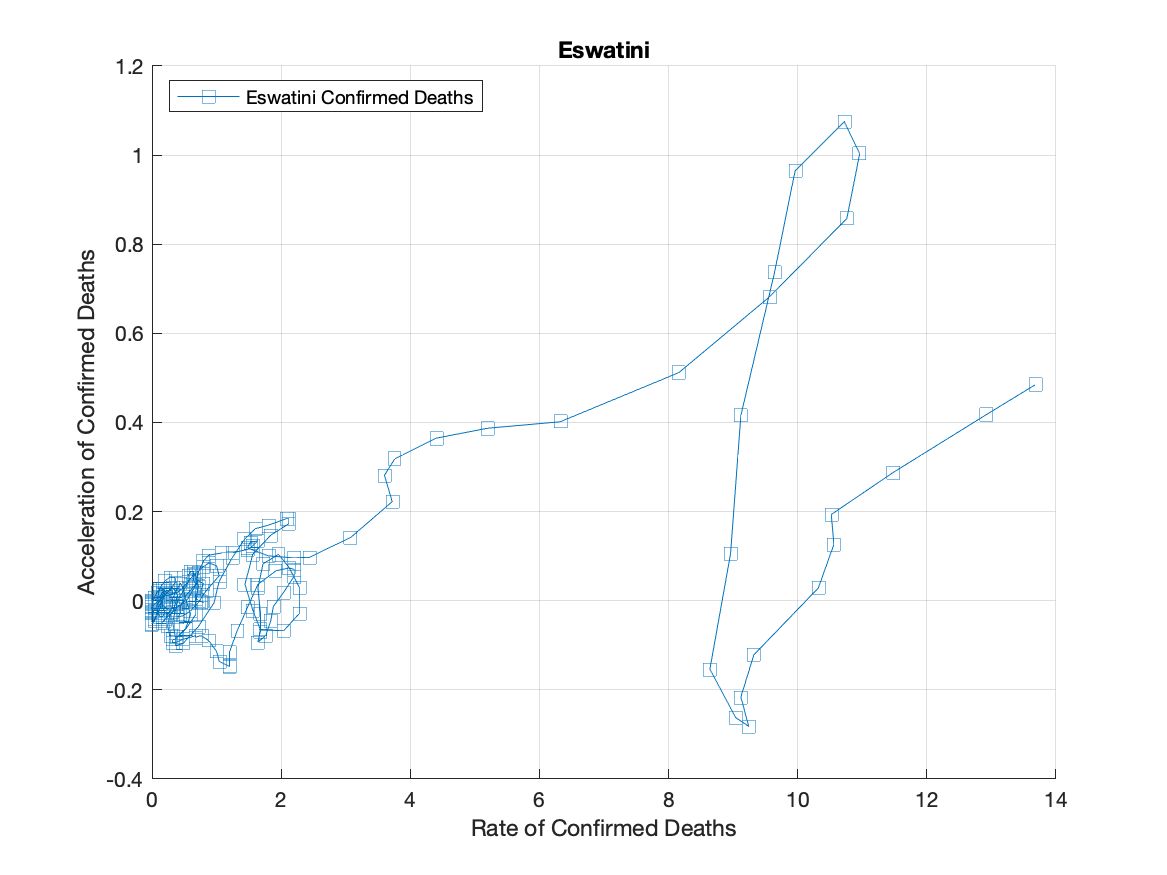 Eswatini
Eswatini Confirmed Deaths
1.2
1
0.8
0.6
0.4
0.2
0
-0.2
-0.4
Acceleration of Confirmed Deaths
0 2 4 6 8 10 12 14
Rate of Confirmed Deaths